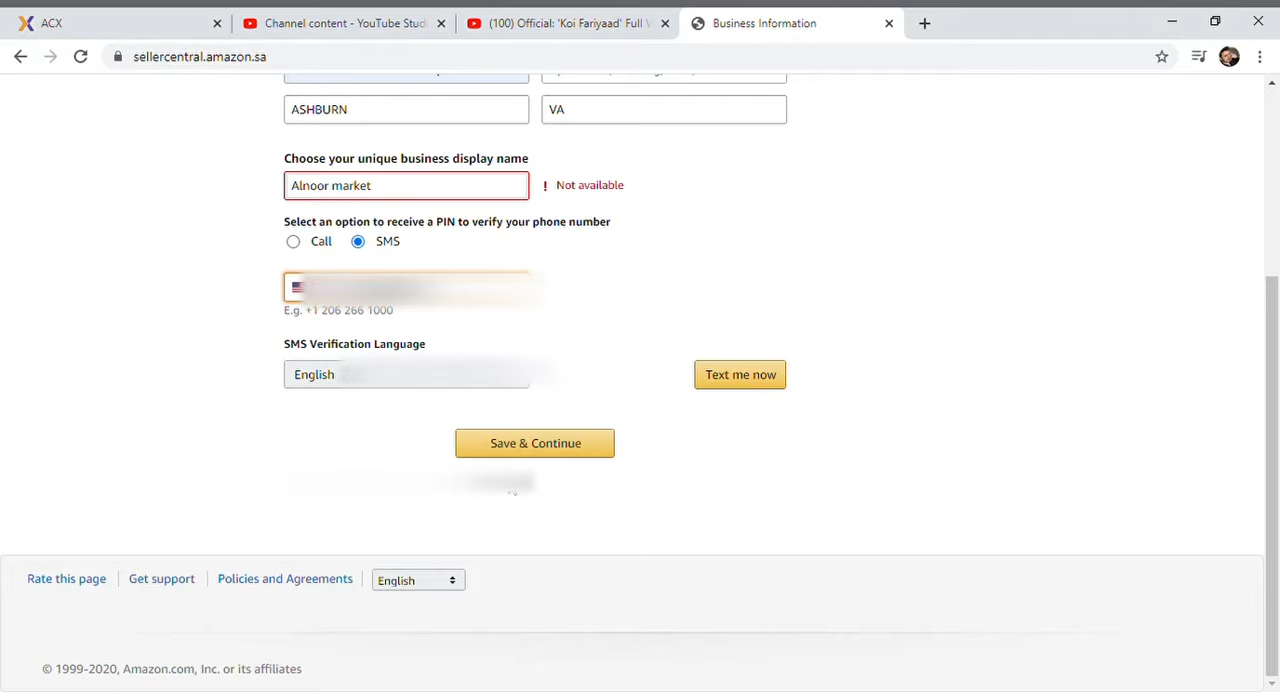 ACX
Channel content - YouTube Studi
(100) Official: 'Koi Fariyaad' Full V
Business Information
sellercentral.amazon.sa
ASHBURN
VA
Choose your unique business display name
Alnoor market
! Not available
Select an option to receive a PIN to verify your phone number
Call
SMS
E.g. +1 206 266 1000
SMS Verification Language
English
Text me now
Save & Continue
Rate this page
Get support
Policies and Agreements
English
© 1999-2020, Amazon.com, Inc. or its affiliates